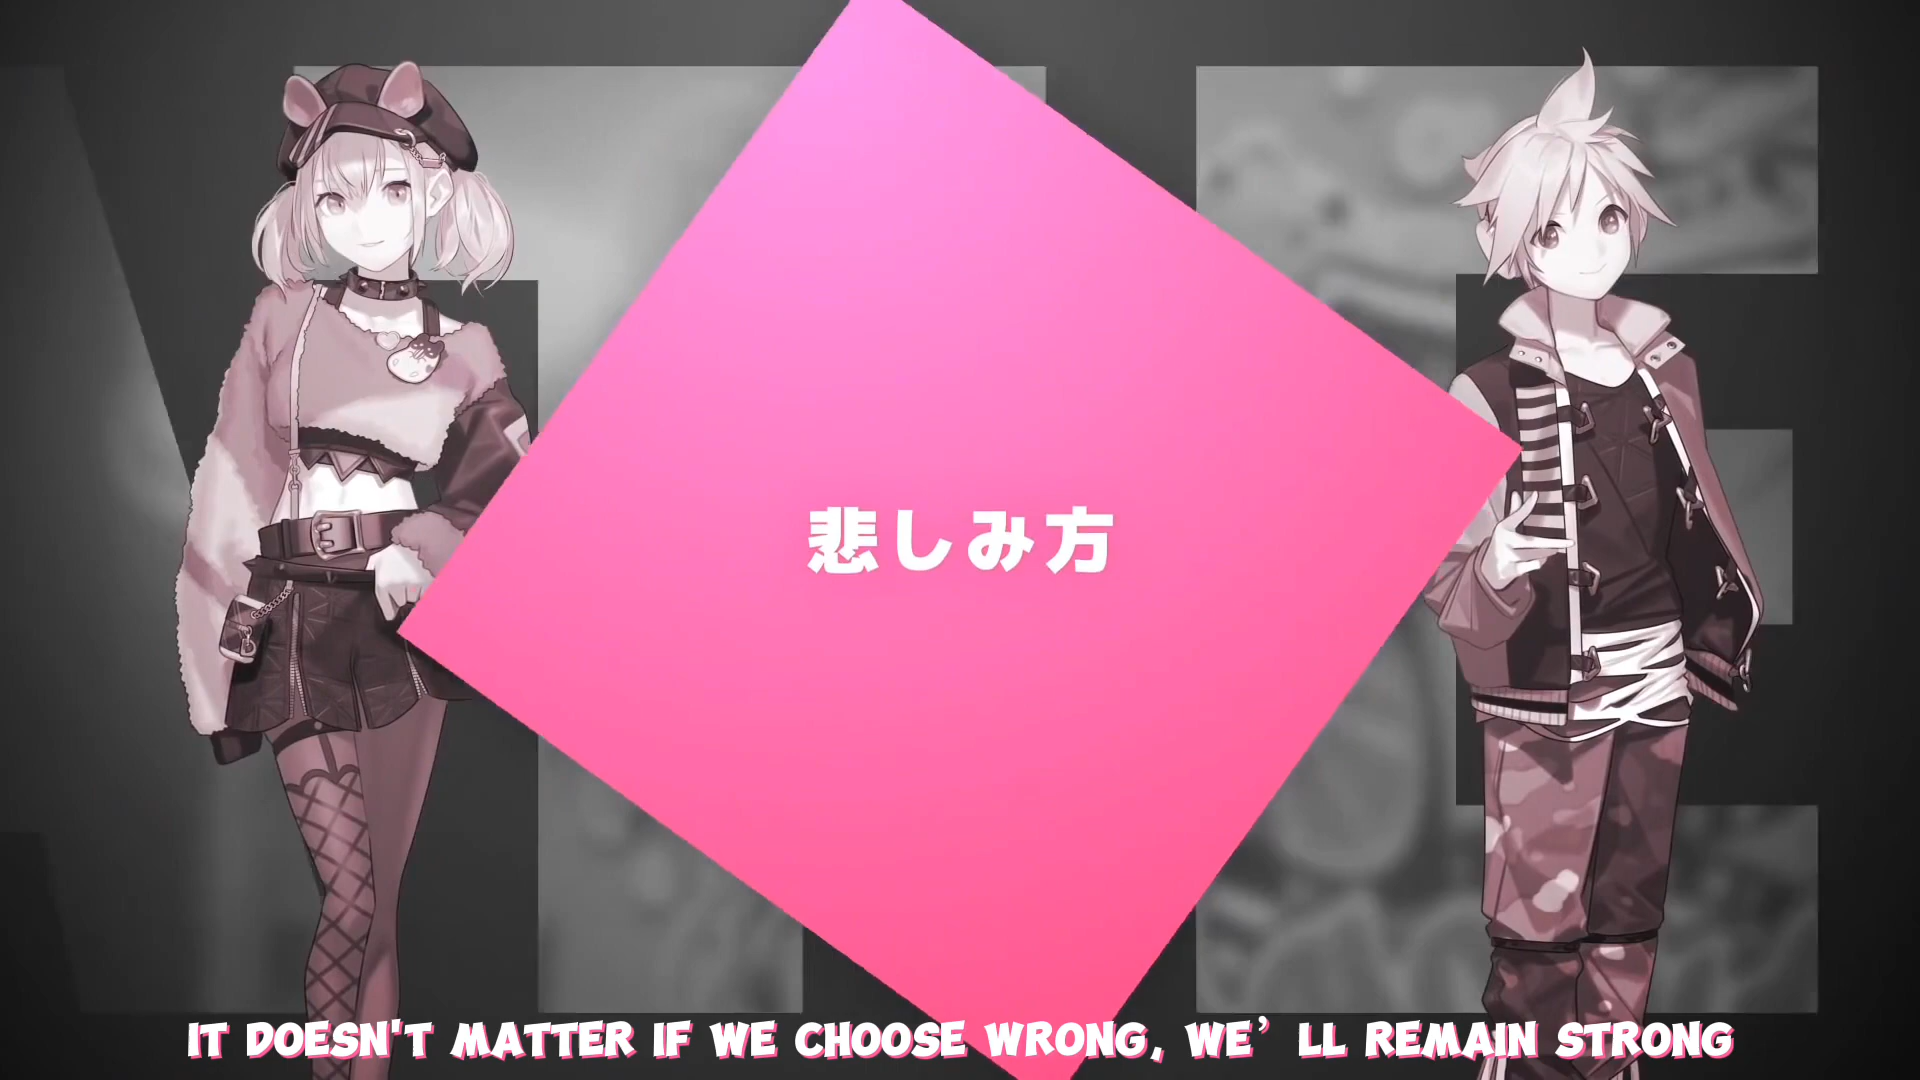 悲しみ方
IT DOESN'T MATTER IF WE CHOOSE WRONG, WE’LL REMAIN STRONG